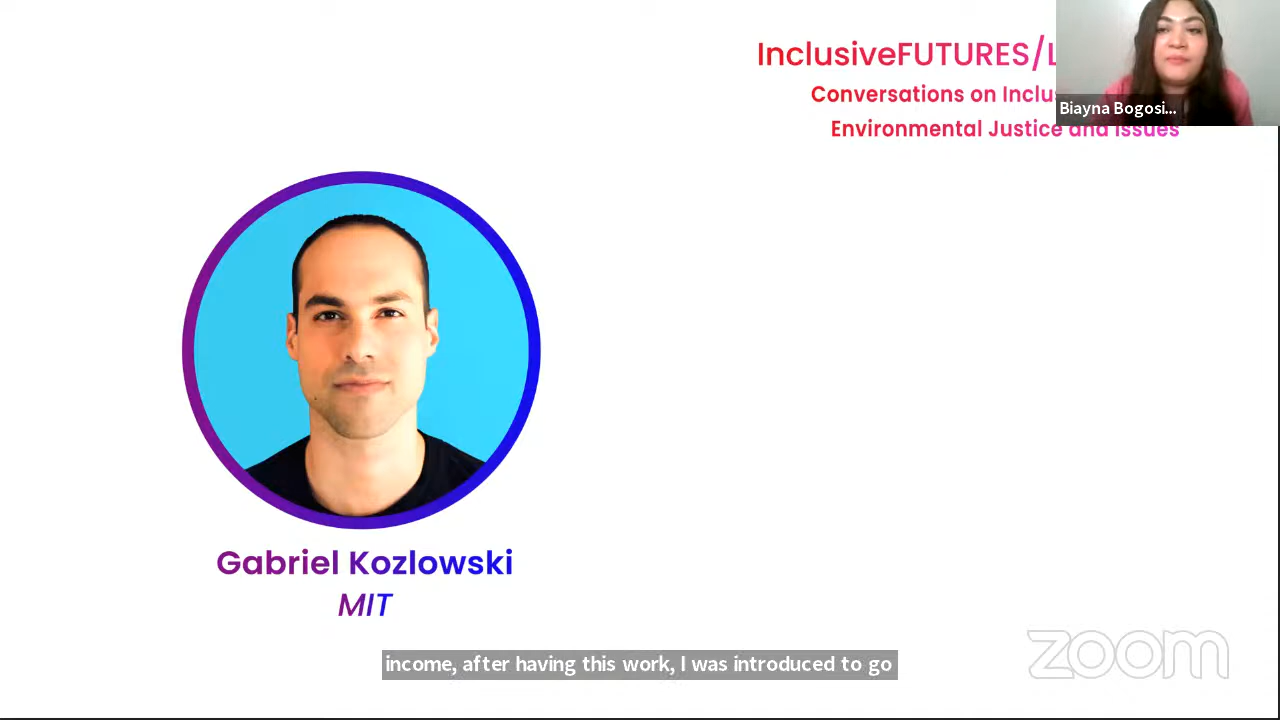 InclusiveFUTURES/
Conversations on
Environmental Justice and Issues
Biayna Bogosi...
Gabriel Kozlowski
MIT
income, after having this work, I was introduced to go
zoom